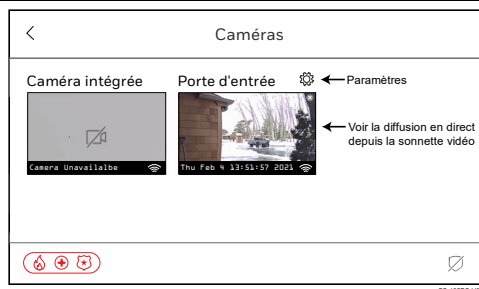 Caméras
Caméra intégrée
Porte d'entrée
Paramètres
Camera Unavailalbe
Thu Feb 4 13:51:57 2021
Voir la diffusion en direct
depuis la sonnette vidéo